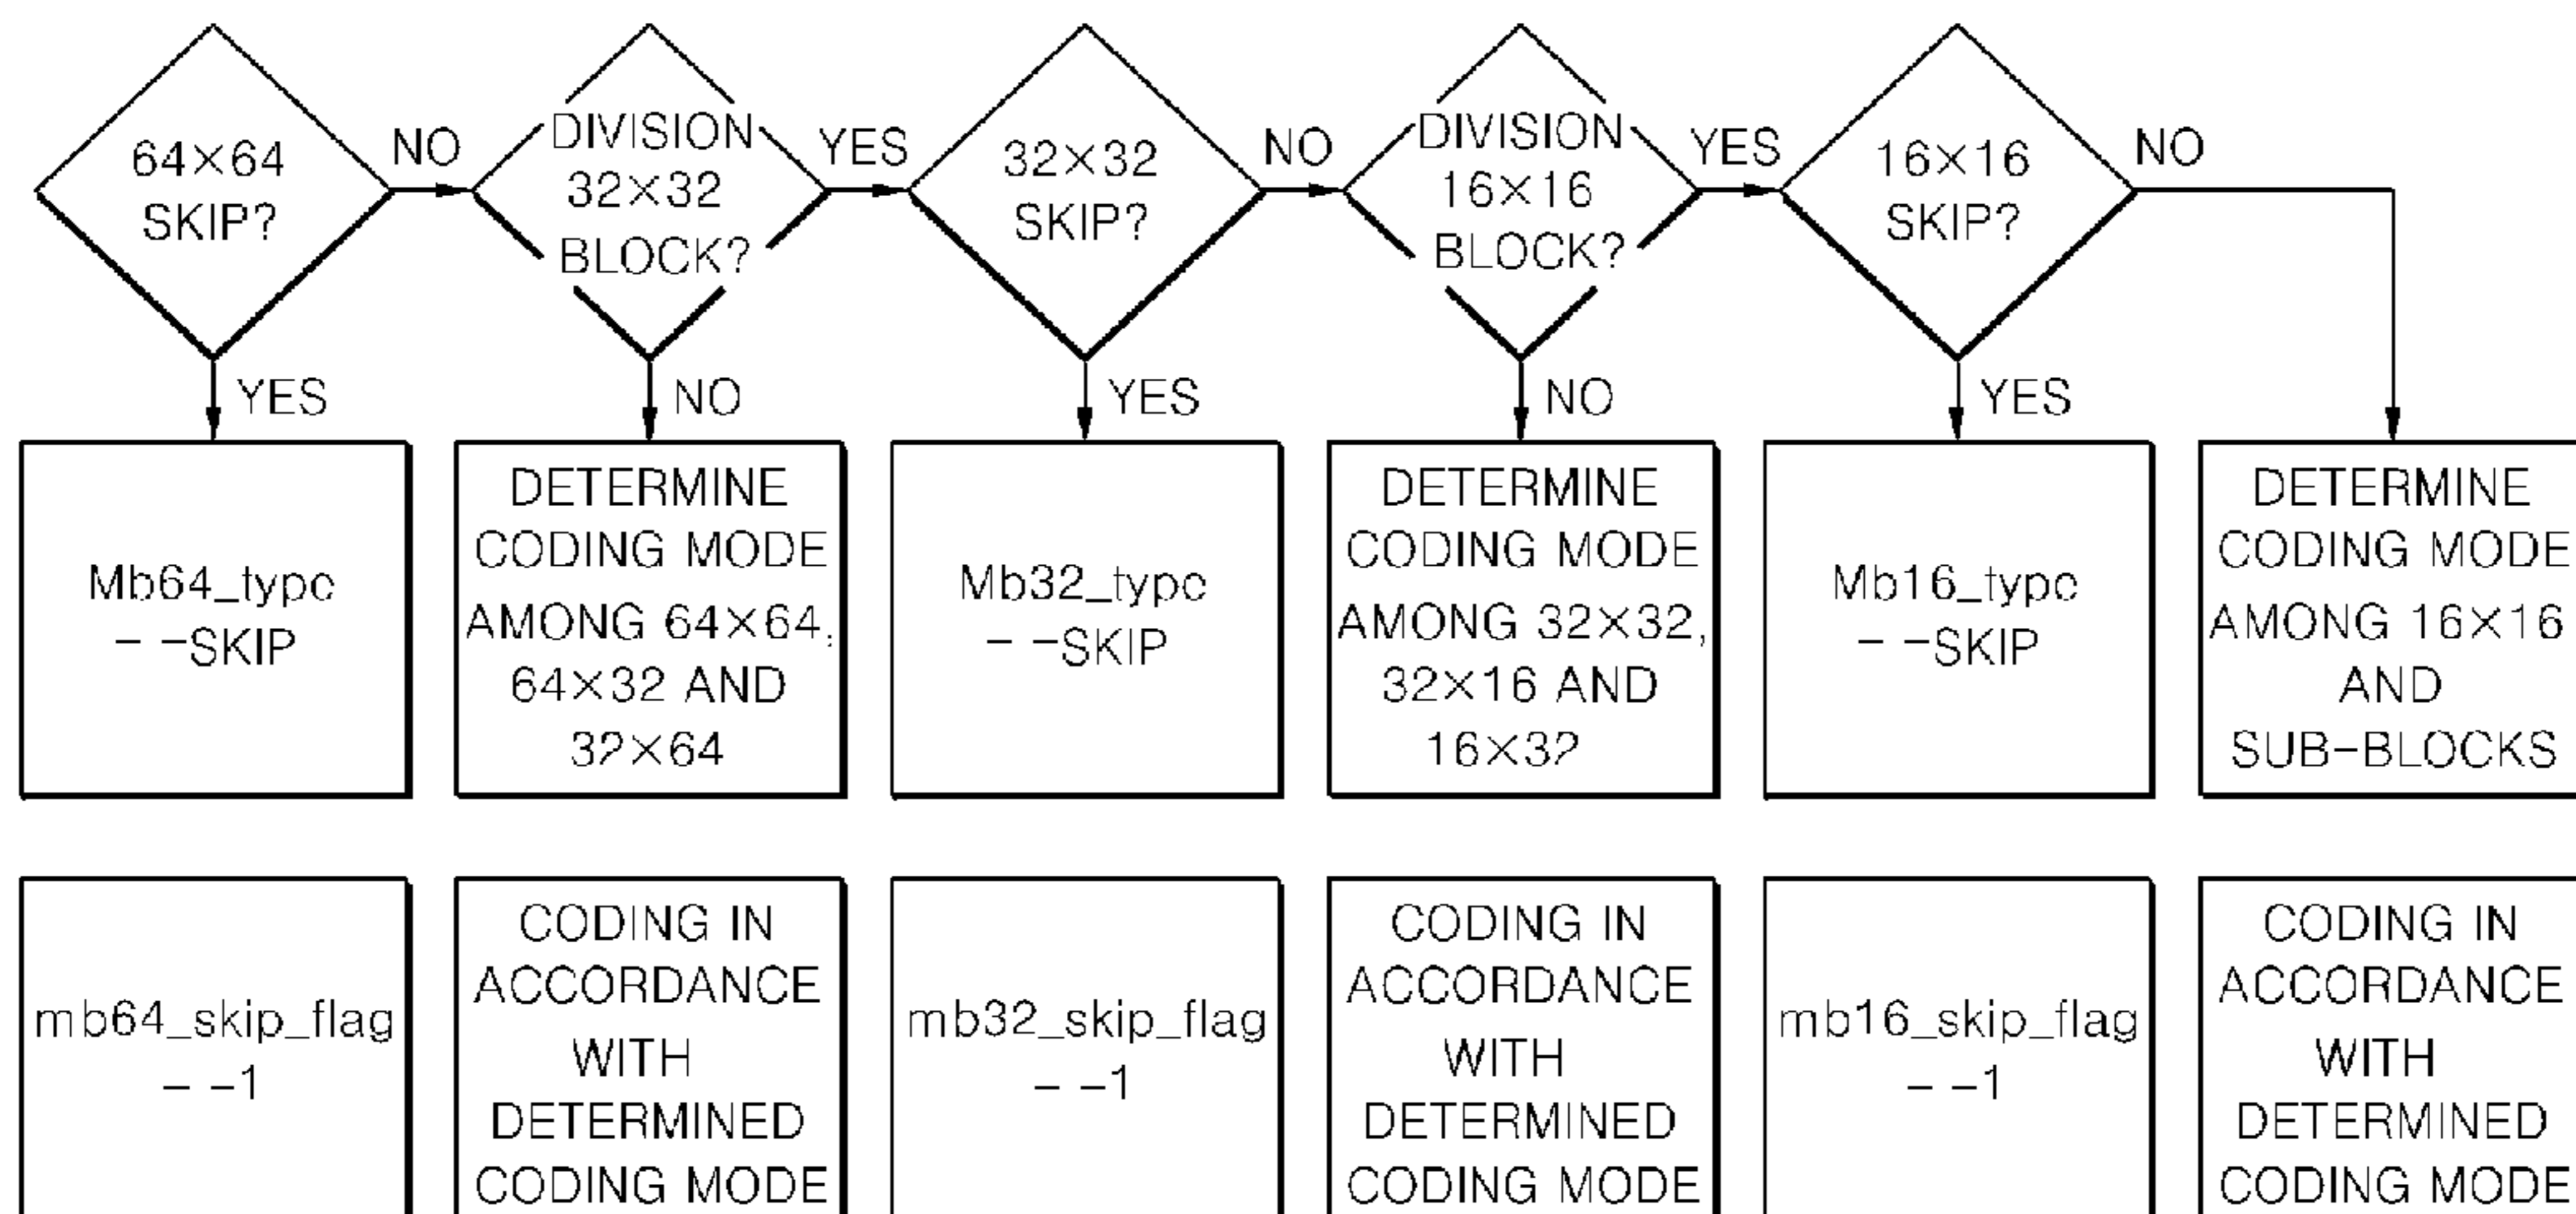 64×64
SKIP?
NO
DIVISION
32×32
BLOCK?
YES
32×32
SKIP?
NO
DIVISION
16×16
BLOCK?
YES
16×16
SKIP?
NO
YES
NO
YES
NO
YES
Mb64_type
- -SKIP
DETERMINE
CODING MODE
AMONG 64×64,
64×32 AND
32×64
Mb32_type
- -SKIP
DETERMINE
CODING MODE
AMONG 32×32,
32×16 AND
16×32
Mb16_type
- -SKIP
DETERMINE
CODING MODE
AMONG 16×16
AND
SUB-BLOCKS
mb64_skip_flag
- -1
CODING IN
ACCORDANCE
WITH
DETERMINED
CODING MODE
mb32_skip_flag
- -1
CODING IN
ACCORDANCE
WITH
DETERMINED
CODING MODE
mb16_skip_flag
- -1
CODING IN
ACCORDANCE
WITH
DETERMINED
CODING MODE